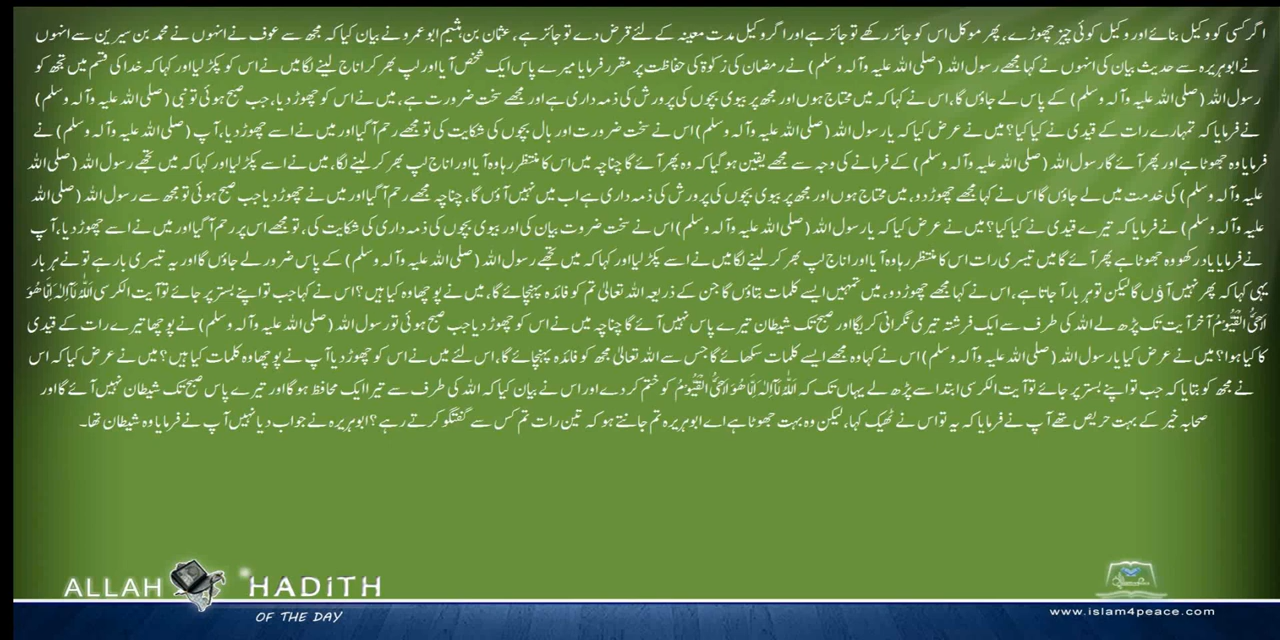 اگر کسی کو وکیل بنائے اور وکیل کوئی چیز چھوڑے، پھر موکل اس کو جائز رکھے تو جائز ہے اور اگر وکیل مدت معینہ کے لئے قرض دے تو جائز ہے، عثمان بن ہثیم ابوعمرو نے بیان کیا کہ مجھ سے عوف نے انہوں نے محمد بن سیرین سے انہوں
نے ابوہریرہ سے حدیث بیان کی انہوں نے کہا مجھے رسول اللہ (صلی اللہ علیہ وآلہ وسلم) نے رمضان کی زکوۃ کی حفاظت پر مقرر فرمایا میرے پاس ایک شخص آیا اور لپ بھر کر اناج لینے لگا میں نے اس کو پکڑ لیا اور کہا کہ خدا کی قسم میں تجھ کو
رسول اللہ (صلی اللہ علیہ وآلہ وسلم) کے پاس لے جاؤں گا، اس نے کہا کہ میں محتاج ہوں اور مجھ پر بیوی بچوں کی پرورش کی ذمہ داری ہے اور مجھے سخت ضرورت ہے، میں نے اس کو چھوڑ دیا، جب صبح ہوئی تو نبی (صلی اللہ علیہ وآلہ وسلم)
نے فرمایا کہ تمہارے رات کے قیدی نے کیا کیا؟ میں نے عرض کیا کہ یا رسول اللہ (صلی اللہ علیہ وآلہ وسلم) اس نے سخت ضرورت اور بال بچوں کی شکایت کی تو مجھے رحم آگیا اور میں نے اسے چھوڑ دیا، آپ (صلی اللہ علیہ وآلہ وسلم) نے
فرمایا وہ جھوٹا ہے اور پھر آئے گا رسول اللہ (صلی اللہ علیہ وآلہ وسلم) کے فرمانے کی وجہ سے مجھے یقین ہوگیا کہ وہ پھر آئے گا چناچہ میں اس کا منتظر رہا وہ آیا اور اناج لپ بھر کر لینے لگا، میں نے اسے پکڑ لیا اور کہا کہ میں تجھے رسول اللہ (صلی اللہ
علیہ وآلہ وسلم) کی خدمت میں لے جاؤں گا اس نے کہا مجھے چھوڑ دو، میں محتاج ہوں اور مجھ پر بیوی بچوں کی پرورش کی ذمہ داری ہے اب میں نہیں آؤں گا، چناچہ مجھے رحم آگیا اور میں نے چھوڑ دیا جب صبح ہوئی تو مجھ سے رسول اللہ (صلی اللہ
علیہ وآلہ وسلم) نے فرمایا کہ تیرے قیدی نے کیا کیا؟ میں نے عرض کیا کہ یا رسول اللہ (صلی اللہ علیہ وآلہ وسلم) اس نے سخت ضروت بیان کی اور بیوی بچوں کی ذمہ داری کی شکایت کی، تو مجھے اس پر رحم آگیا اور میں نے اسے چھوڑ دیا، آپ
نے فرمایا یاد رکھو وہ جھوٹا ہے پھر آئے گا میں تیسری رات اس کا منتظر رہا وہ آیا اور اناج لپ بھر کر لینے لگا میں نے اسے پکڑ لیا اور کہا کہ میں تجھے رسول اللہ (صلی اللہ علیہ وآلہ وسلم) کے پاس ضرور لے جاؤں گا اور یہ تیسری بار ہے تو نے ہر بار
یہی کہا کہ پھر نہیں آؤں گا لیکن تو ہر بار آجاتا ہے، اس نے کہا مجھے چھوڑ دو، میں تمہیں ایسے کلمات بتاؤں گا جن کے ذریعہ اللہ تعالیٰ تم کو فائدہ پہنچائے گا، میں نے پوچھا وہ کیا ہیں؟ اس نے کہا جب تو اپنے بستر پر جائے تو آیت الکرسی اَللّٰهُ لَآ اِلٰهَ اِلَّا ھُوَ
اَلْحَيُّ الْقَيُّوْمُ آخر آیت تک پڑھ لے اللہ کی طرف سے ایک فرشتہ تیری نگرانی کریگا اور صبح تک شیطان تیرے پاس نہیں آئے گا چناچہ میں نے اس کو چھوڑ دیا جب صبح ہوئی تو رسول اللہ (صلی اللہ علیہ وآلہ وسلم) نے پوچھا تیرے رات کے قیدی
کا کیا ہوا؟ میں نے عرض کیا یا رسول اللہ (صلی اللہ علیہ وآلہ وسلم) اس نے کہا وہ مجھے ایسے کلمات سکھائے گا جس سے اللہ تعالیٰ مجھ کو فائدہ پہنچائے گا، اس لئے میں نے اس کو چھوڑ دیا آپ نے پوچھا وہ کلمات کیا ہیں؟ میں نے عرض کیا کہ اس
نے مجھ کو بتایا کہ جب تو اپنے بستر پر جائے تو آیت الکرسی ابتدا سے پڑھ لے یہاں تک کہ اَللّٰهُ لَآ اِلٰهَ اِلَّا ھُوَ اَلْحَيُّ الْقَيُّوْمُ کو ختم کر دے اور اس نے بیان کیا کہ اللہ کی طرف سے تیرا ایک محافظ ہوگا اور تیرے پاس صبح تک شیطان نہیں آئے گا اور
صحابہ خیر کے بہت حریص تھے آپ نے فرمایا کہ یہ تو اس نے ٹھیک کہا، لیکن وہ بہت جھوٹا ہے اے ابوہریرہ تم جانتے ہو کہ تین رات تم کس سے گفتگو کرتے رہے؟ ابوہریرہ نے جواب دیا نہیں آپ نے فرمایا وہ شیطان تھا۔
ALLAH HADITH
OF THE DAY
www.islam4peace.com